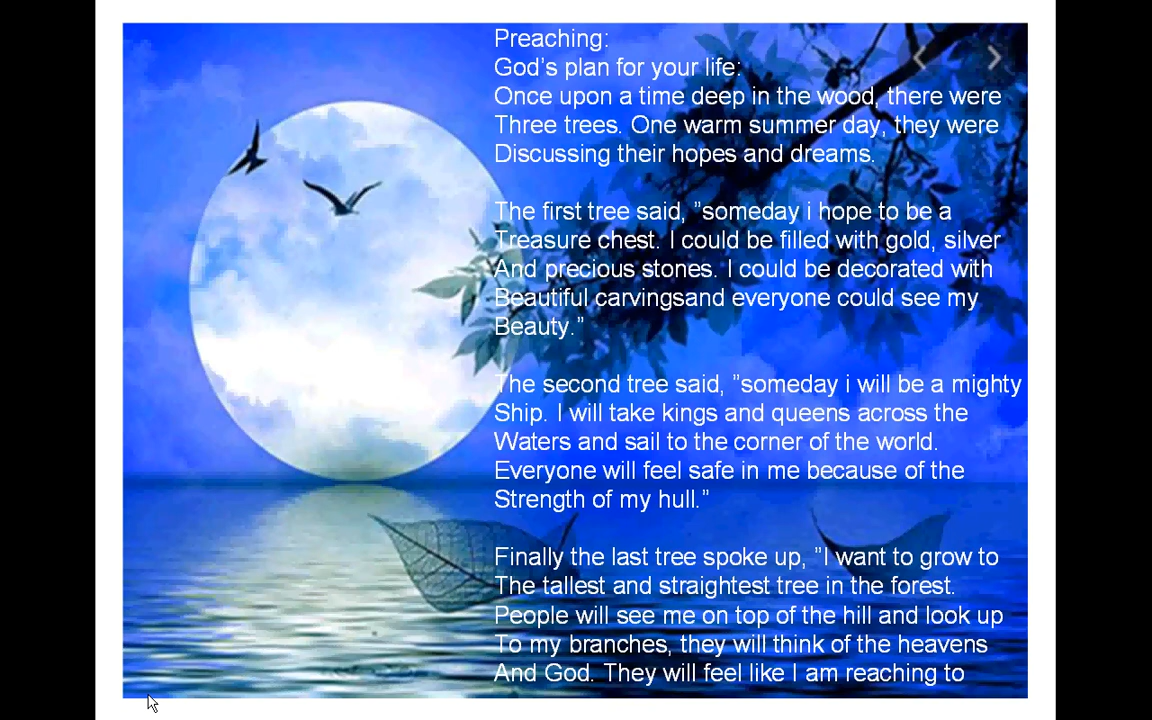 Preaching:
God's plan for your life:
Once upon a time deep in the wood, there were
Three trees. One warm summer day, they were
Discussing their hopes and dreams.
The first tree said, ”someday i hope to be a
Treasure chest. I could be filled with gold, silver
And precious stones. I could be decorated with
Beautiful carvingsand everyone could see my
Beauty.”
The second tree said, ”someday i will be a mighty
Ship. I will take kings and queens across the
Waters and sail to the corner of the world.
Everyone will feel safe in me because of the
Strength of my hull.”
Finally the last tree spoke up, ”I want to grow to
The tallest and straightest tree in the forest.
People will see me on top of the hill and look up
To my branches, they will think of the heavens
And God. They will feel like I am reaching to